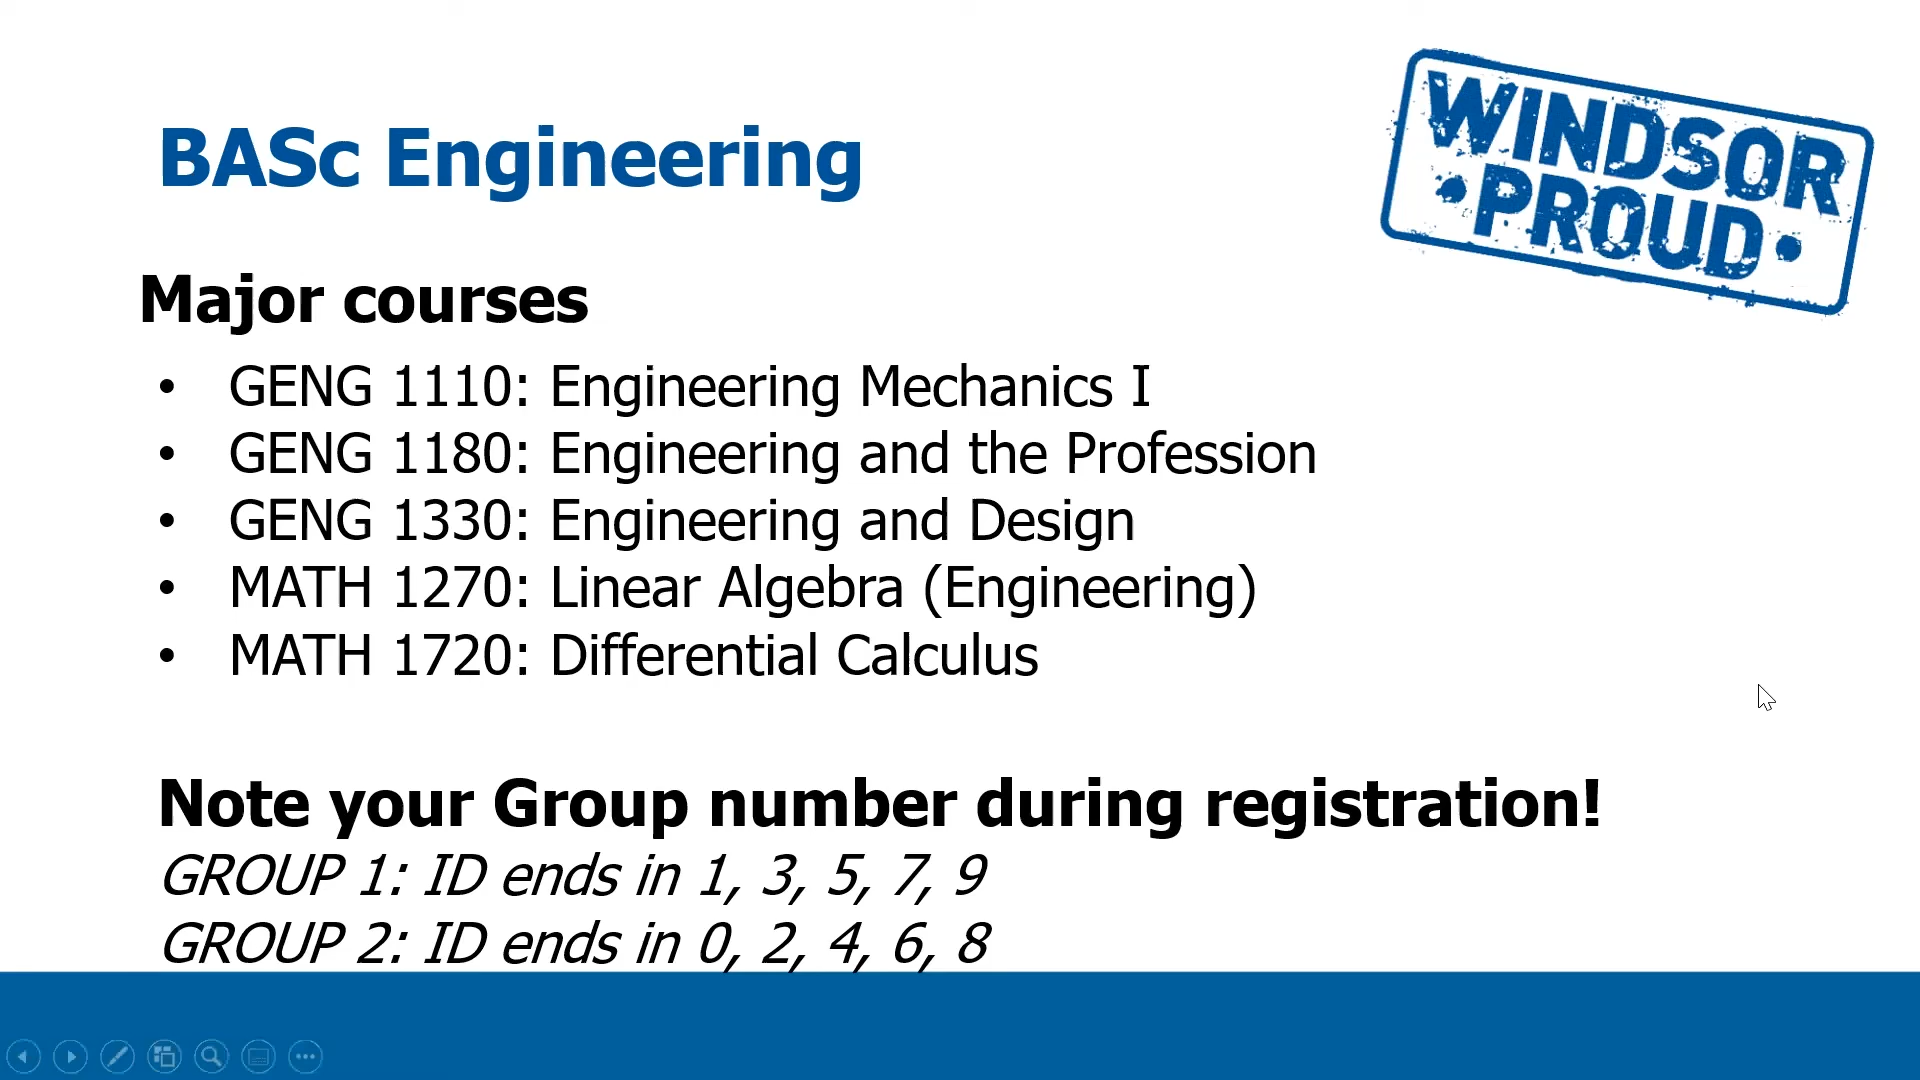 WINDSOR
• PROUD •
BASc Engineering
Major courses
• GENG 1110: Engineering Mechanics I
• GENG 1180: Engineering and the Profession
• GENG 1330: Engineering and Design
• MATH 1270: Linear Algebra (Engineering)
• MATH 1720: Differential Calculus
Note your Group number during registration!
GROUP 1: ID ends in 1, 3, 5, 7, 9
GROUP 2: ID ends in 0, 2, 4, 6, 8